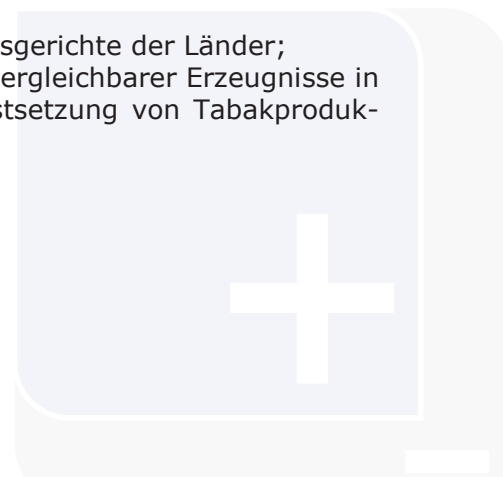 sgerichte der Länder;
ergleichbarer Erzeugnisse in
stsetzung von Tabakproduk-